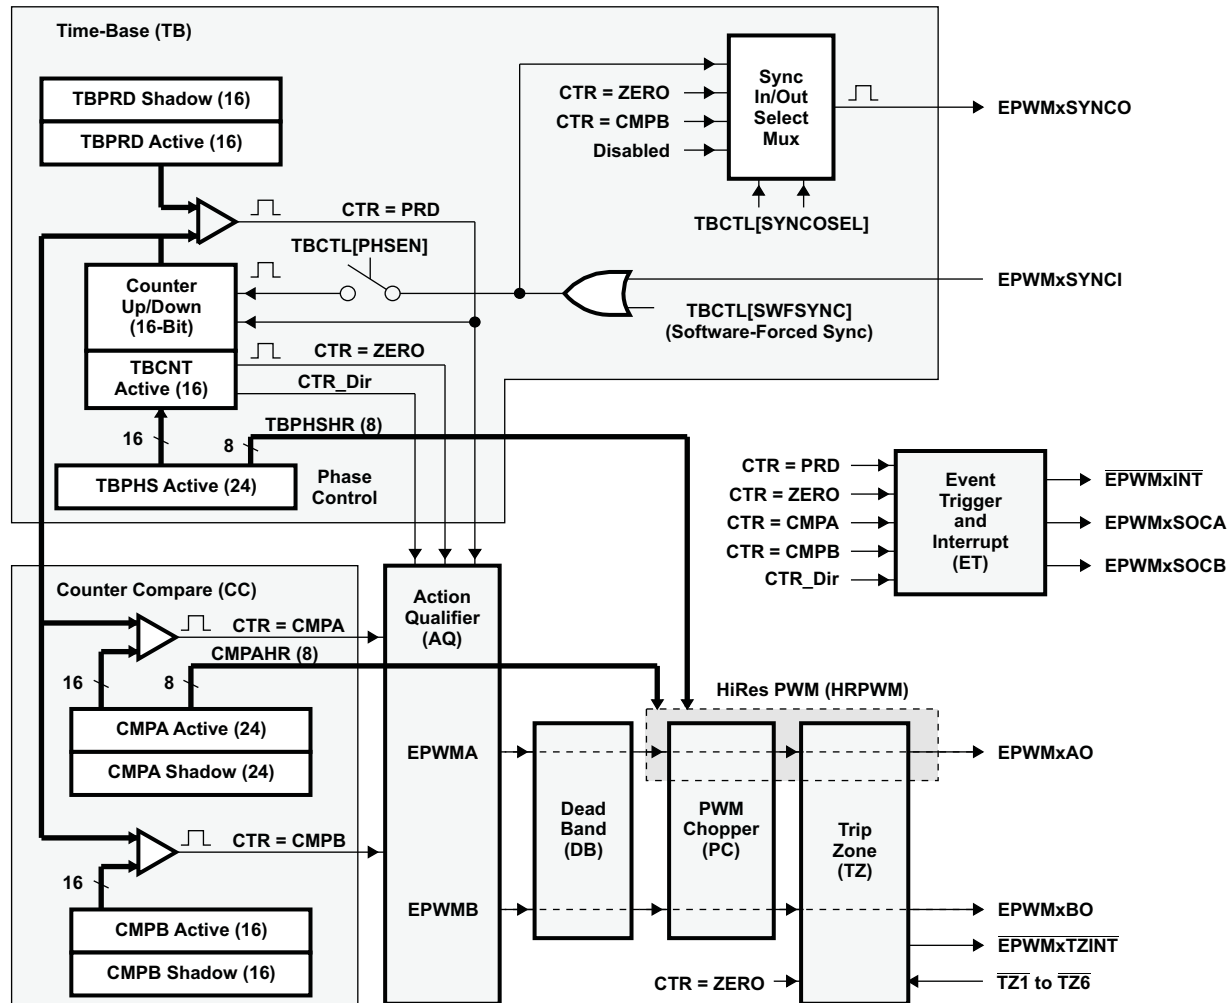 Time-Base (TB)
TBPRD Shadow (16)
TBPRD Active (16)
CTR = ZERO
CTR = CMPB
Disabled
Sync
In/Out
Select
Mux
EPWMxSYNCO
TBCTL[SYNCOSEL]
CTR = PRD
TBCTL[PHSEN]
Counter
Up/Down
(16-Bit)
EPWMxSYNCI
TBCTL[SWFSYNC]
(Software-Forced Sync)
CTR = ZERO
TBCNT
Active (16)
CTR_Dir
TBPHSHR (8)
16
8
TBPHS Active (24)
Phase
Control
CTR = PRD
CTR = ZERO
CTR = CMPA
CTR = CMPB
CTR_Dir
Event
Trigger
and
Interrupt
(ET)
EPWMxINT
EPWMxSOCA
EPWMxSOCB
Counter Compare (CC)
Action
Qualifier
(AQ)
CTR = CMPA
CMPAHR (8)
16
8
CMPA Active (24)
CMPA Shadow (24)
HiRes PWM (HRPWM)
EPWMA
EPWMxAO
Dead
Band
(DB)
PWM
Chopper
(PC)
Trip
Zone
(TZ)
CTR = CMPB
16
CMPB Active (16)
CMPB Shadow (16)
EPWMB
EPWMxBO
EPWMxTZINT
CTR = ZERO
TZ1 to TZ6